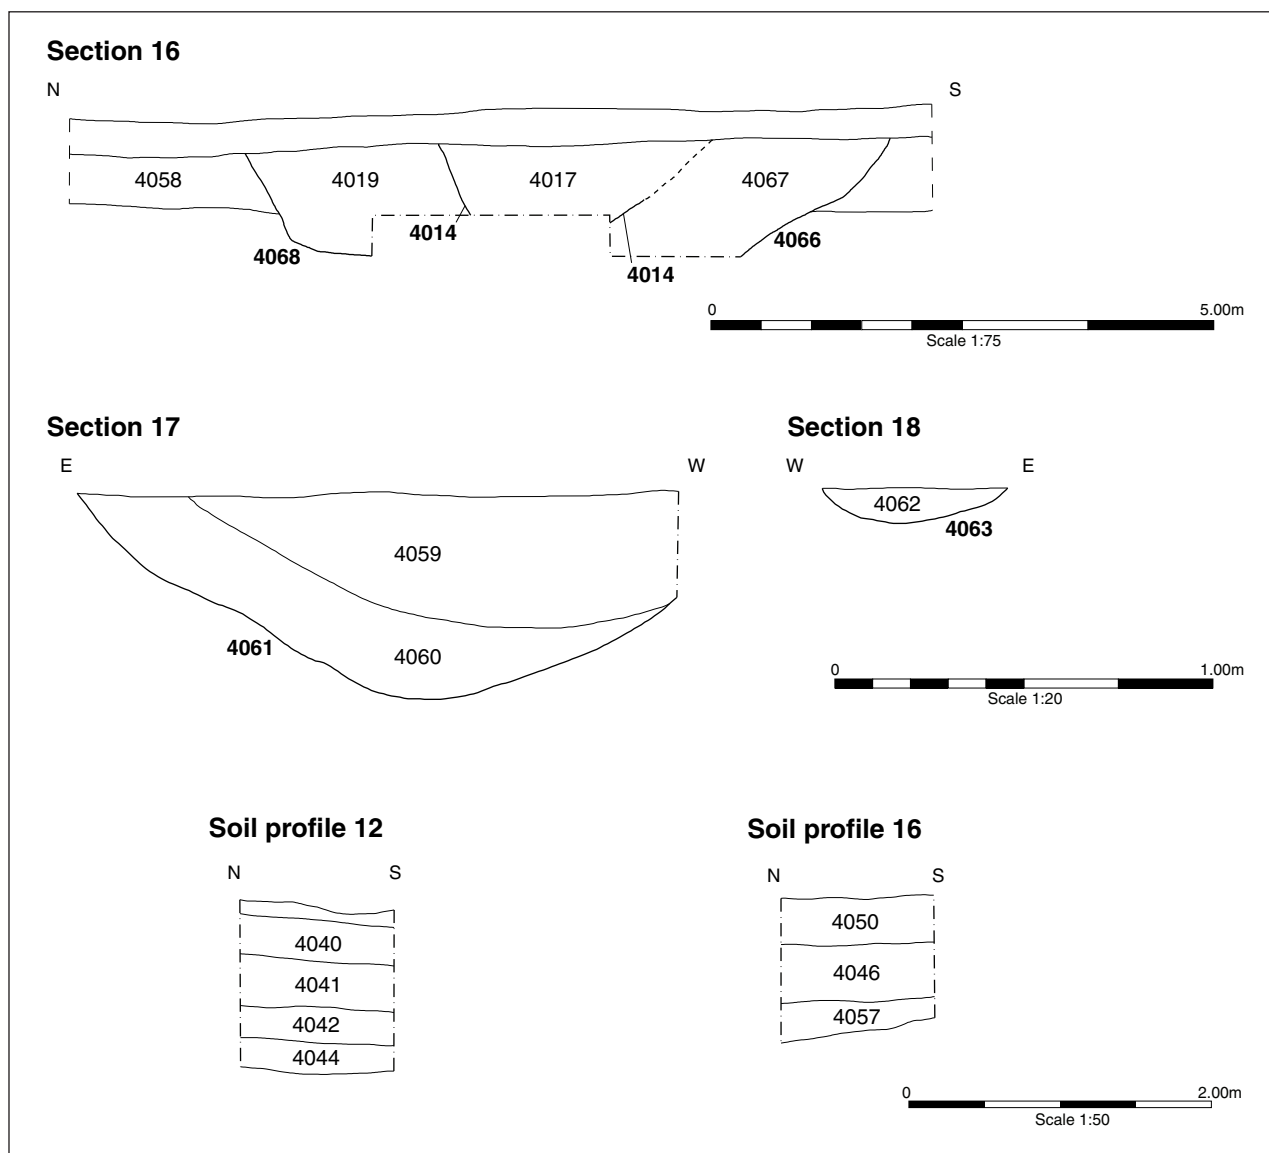 Section 16
N S
4058 4019 4017 4067
4014 4066
4068
4014
0 5.00m
Scale 1:75
Section 17 Section 18
E W W E
4062
4063
4059
4061 4060
0 1.00m
Scale 1:20
Soil profile 12 Soil profile 16
N S N S
4050
4040
4046
4041
4057
4042
4044
0 2.00m
Scale 1:50